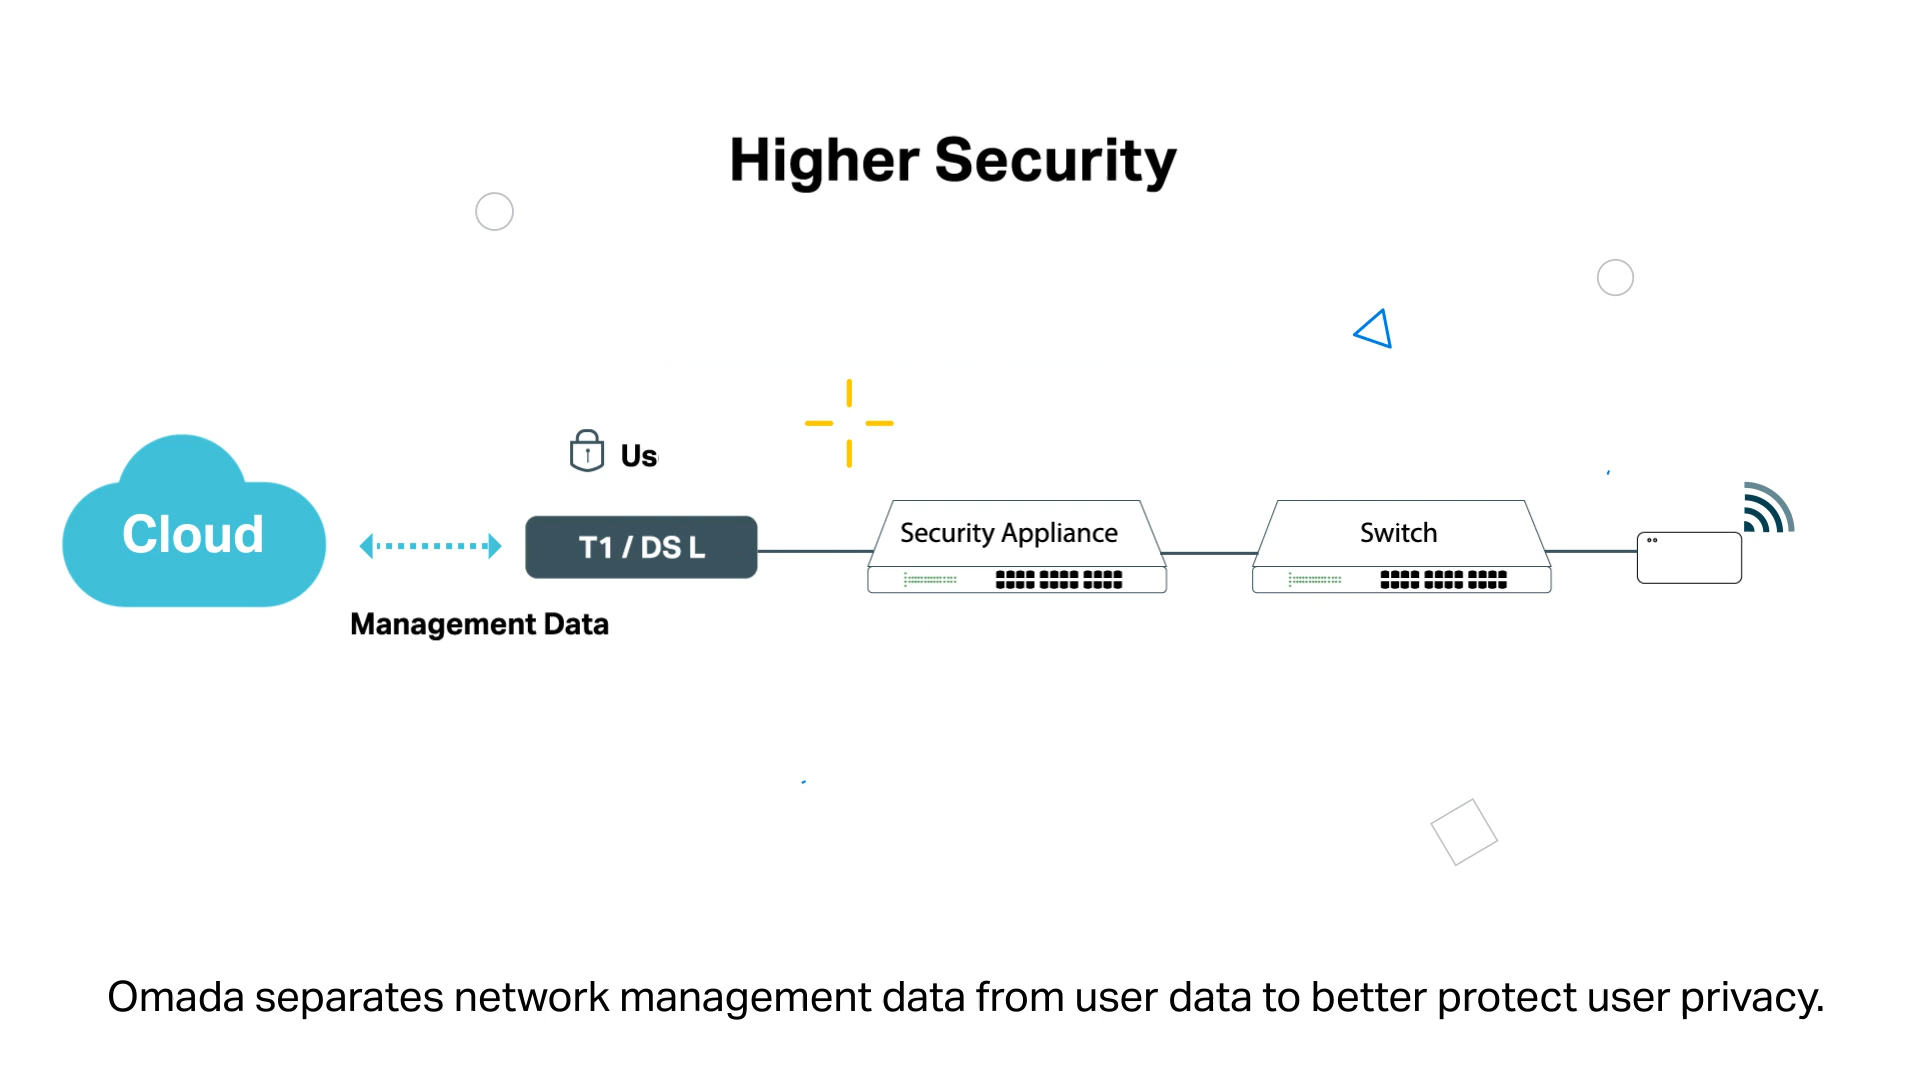 Higher Security
Us
Cloud
T1 / DS L
Security Appliance
Switch
Management Data
Omada separates network management data from user data to better protect user privacy.